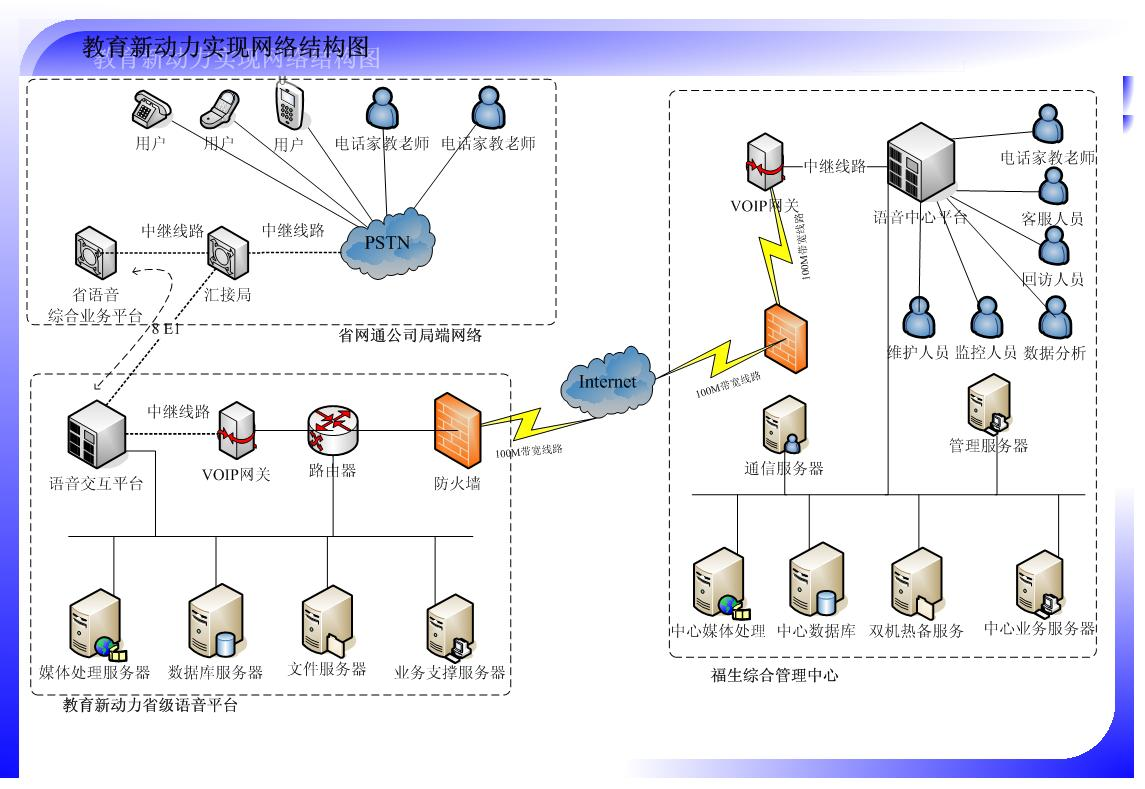 教育新动力实现网络结构图
用户
用户
用户
电话家教老师
电话家教老师
中继线路
中继线路
PSTN
省语音
综合业务平台
汇接局
8 E1
省网通公司局端网络
语音交互平台
中继线路
VOIP网关
路由器
防火墙
100M带宽线路
Internet
100M带宽线路
媒体处理服务器
数据库服务器
文件服务器
业务支撑服务器
教育新动力省级语音平台
VOIP网关
中继线路
100M带宽线路
语音中心平台
电话家教老师
客服人员
回访人员
维护人员
监控人员
数据分析
通信服务器
管理服务器
中心媒体处理
中心数据库
双机热备服务
中心业务服务器
福生综合管理中心